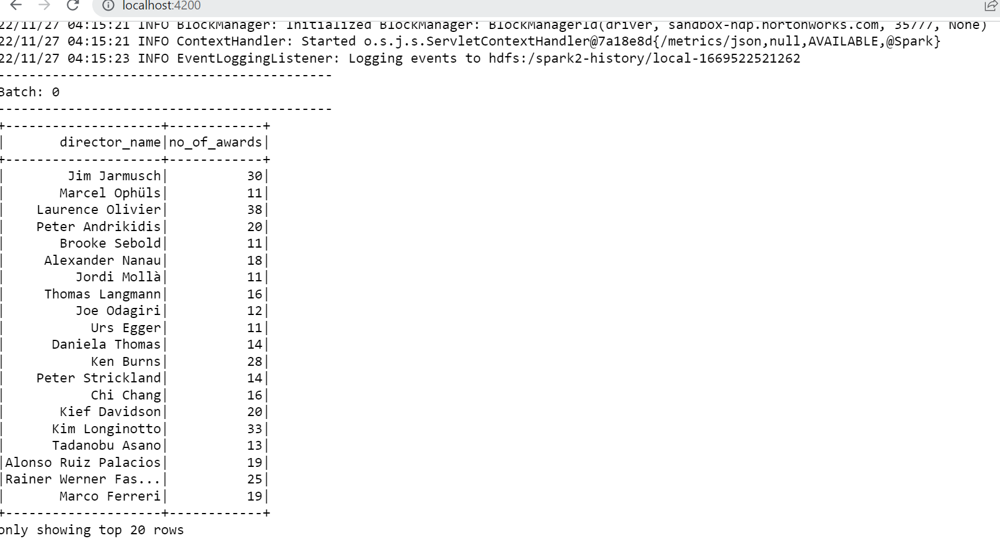 localhost:4200
22/11/27 04:15:21 INFO BlockManager: Initialized BlockManager: BlockManagerId(driver, sandbox-hdp.hortonworks.com, 35777, None)
22/11/27 04:15:21 INFO ContextHandler: Started o.s.j.s.ServletContextHandler@7a18e8d{/metrics/json,null,AVAILABLE,@Spark}
22/11/27 04:15:23 INFO EventLoggingListener: Logging events to hdfs:/spark2-history/local-1669522521262
-------------------------------------------
Batch: 0
-------------------------------------------
+--------------------+------------+
|       director_name|no_of_awards|
+--------------------+------------+
|        Jim Jarmusch|          30|
|       Marcel Ophüls|          11|
|    Laurence Olivier|          38|
|    Peter Andrikidis|          20|
|       Brooke Sebold|          11|
|     Alexander Nanau|          18|
|         Jordi Mollà|          11|
|     Thomas Langmann|          16|
|         Joe Odagiri|          12|
|           Urs Egger|          11|
|      Daniela Thomas|          14|
|           Ken Burns|          28|
|    Peter Strickland|          14|
|           Chi Chang|          16|
|       Kief Davidson|          20|
|      Kim Longinotto|          33|
|      Tadanobu Asano|          13|
|Alonso Ruiz Palacios|          19|
|Rainer Werner Fas...|          25|
|       Marco Ferreri|          19|
+--------------------+------------+
only showing top 20 rows